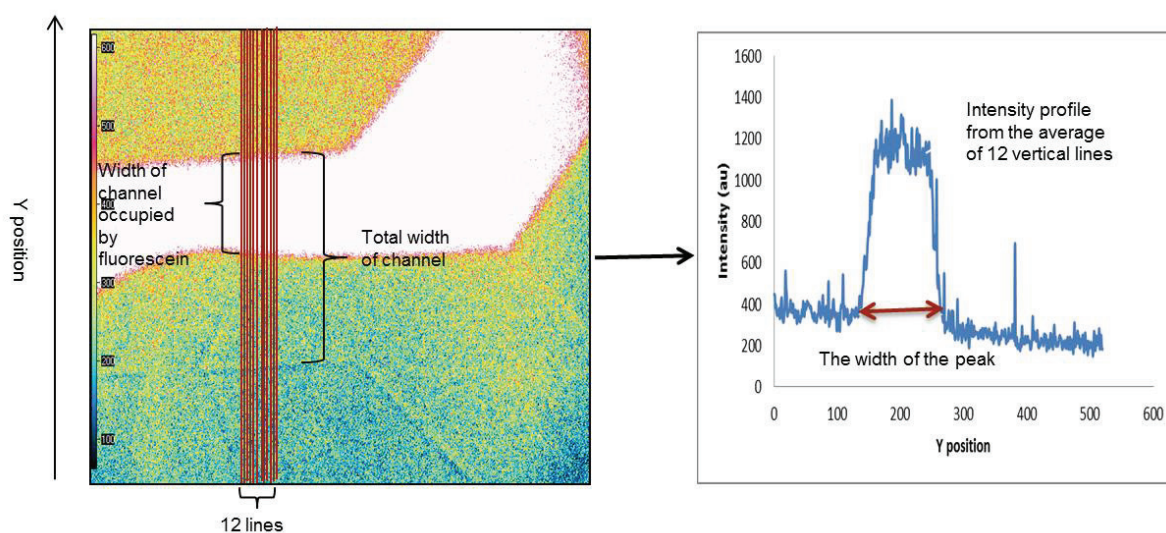 Y position
600
500
400
300
200
100
Width of
channel
occupied
by
fluorescein
Total width
of channel
12 lines
Intensity (au)
1600
1400
1200
1000
800
600
400
200
0
Intensity profile
from the average
of 12 vertical lines
The width of the peak
0 100 200 300 400 500 600
Y position